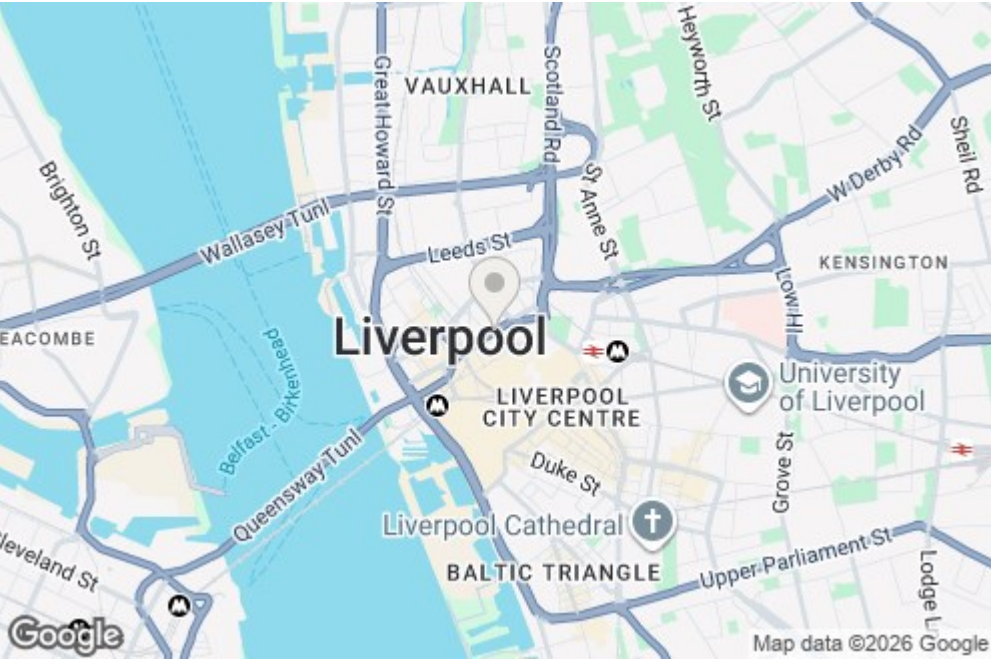 Heyworth St
VAUXHALL
Great Howard St
Scotland Rd
Sheil Rd
W Derby Rd
St Anne St
Brighton St
Wallasey Tunl
Leeds St
KENSINGTON
Low Hill
EACOMBE
Liverpool
University
of Liverpool
LIVERPOOL
CITY CENTRE
Belfast - Birkenhead
Queensway Tunl
Duke St
Grove St
Liverpool Cathedral
Upper Parliament St
BALTIC TRIANGLE
Cleveland St
Lodge L
Google
Map data ©2026 Google